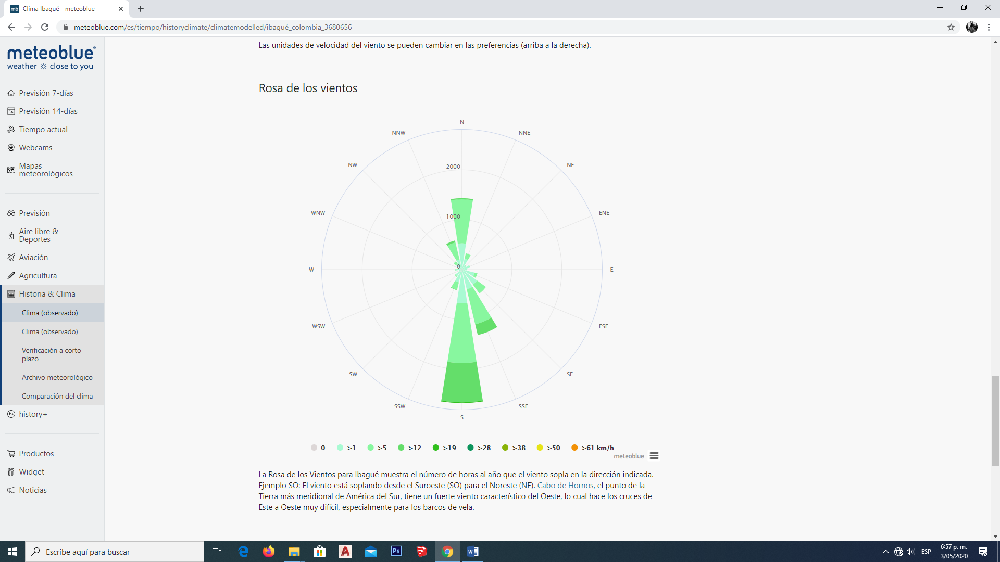 Clima Ibagué - meteoblue
meteoblue.com/es/tiempo/historyclimate/climatemodelled/ibagué_colombia_3680656
meteoblue®
weather close to you
Previsión 7-días
14
Previsión 14-días
Tiempo actual
Webcams
Mapas
meteorológicos
Previsión
Aire libre &
Deportes
Aviación
Agricultura
Historia & Clima
Clima (observado)
Clima (observado)
Verificación a corto
plazo
Archivo meteorológico
Comparación del clima
h+
history+
Productos
Widget
Noticias
Las unidades de velocidad del viento se pueden cambiar en las preferencias (arriba a la derecha).
Rosa de los vientos
N
NNW
NNE
NW
NE
2000
WNW
ENE
1000
0
W
E
WSW
ESE
SW
SE
SSW
SSE
S
0 >1 >5 >12 >19 >28 >38 >50 >61 km/h
meteoblue
La Rosa de los Vientos para Ibagué muestra el número de horas al año que el viento sopla en la dirección indicada.
Ejemplo SO: El viento está soplando desde el Suroeste (SO) para el Noreste (NE). Cabo de Hornos, el punto de la
Tierra más meridional de América del Sur, tiene un fuerte viento característico del Oeste, lo cual hace los cruces de
Este a Oeste muy difícil, especialmente para los barcos de vela.
Escribe aquí para buscar
Ps
ESP
6:57 p. m.
3/05/2020